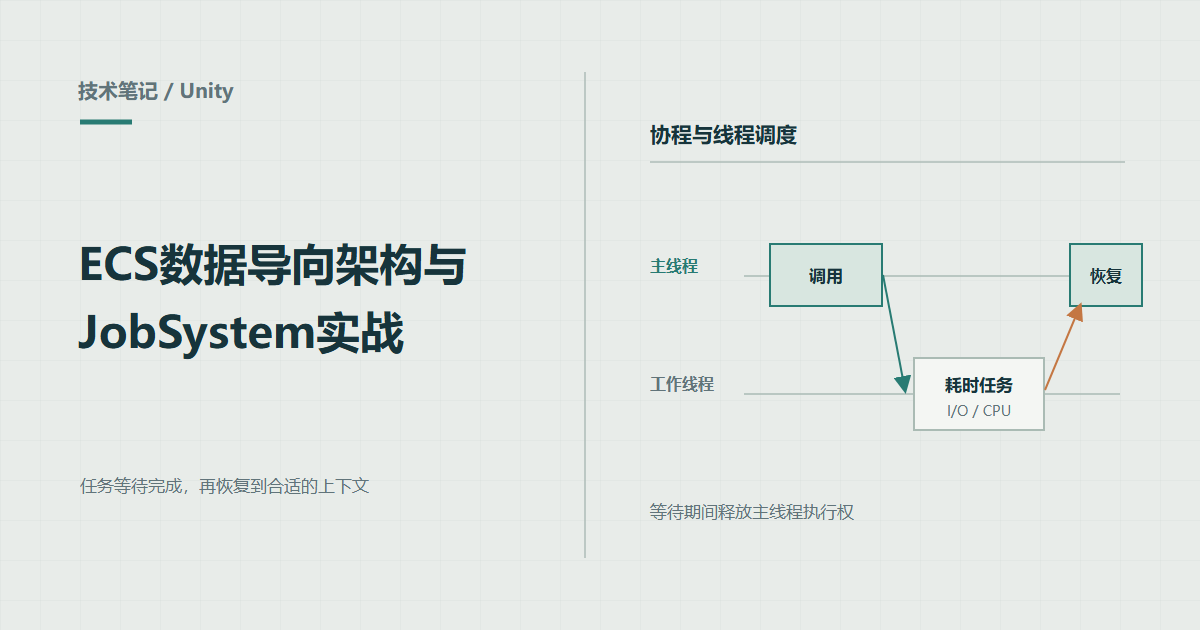 技术笔记 / Unity
ECS数据导向架构与
JobSystem实战
任务等待完成，再恢复到合适的上下文
协程与线程调度
主线程
调用
恢复
工作线程
耗时任务
I/O / CPU
等待期间释放主线程执行权